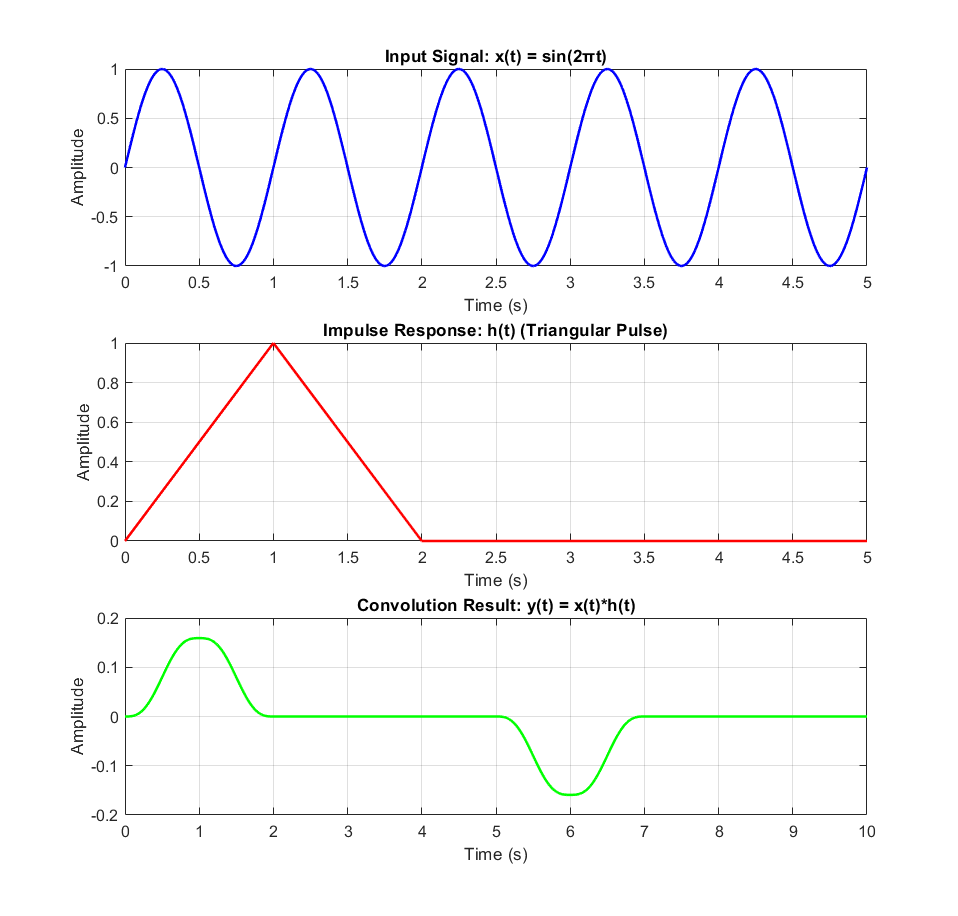 Input Signal: x(t) = sin(2πt)
1
0.5
0
-0.5
-1
Amplitude
0 0.5 1 1.5 2 2.5 3 3.5 4 4.5 5
Time (s)
Impulse Response: h(t) (Triangular Pulse)
1
0.8
0.6
0.4
0.2
0
Amplitude
0 0.5 1 1.5 2 2.5 3 3.5 4 4.5 5
Time (s)
Convolution Result: y(t) = x(t)*h(t)
0.2
0.1
0
-0.1
-0.2
Amplitude
0 1 2 3 4 5 6 7 8 9 10
Time (s)